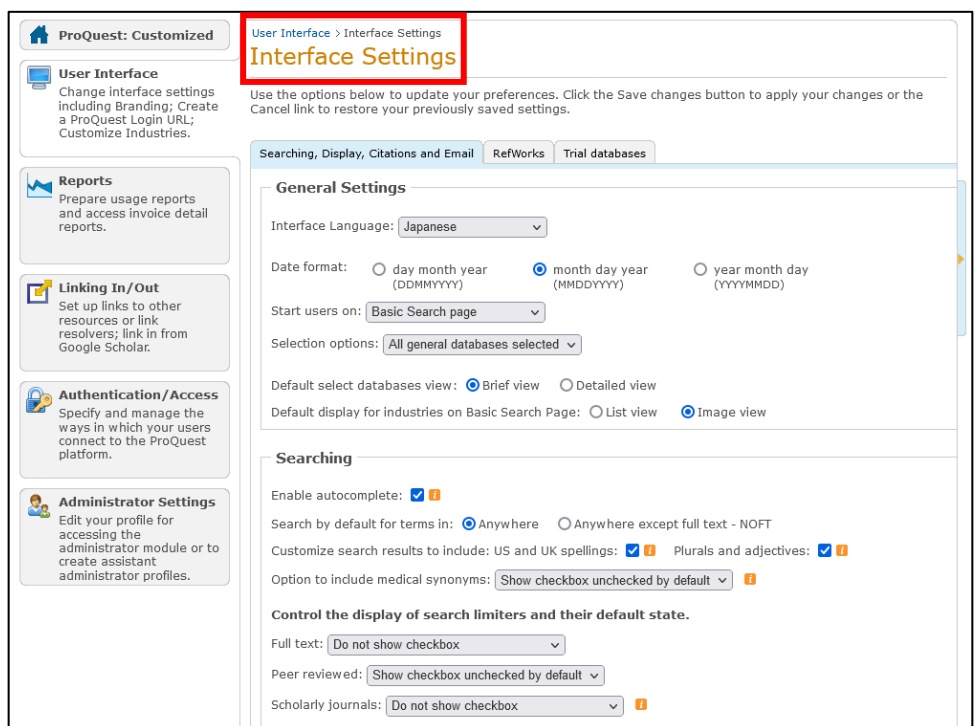 ProQuest: Customized
User Interface
Change interface settings
including Branding; Create
a ProQuest Login URL;
Customize Industries.
Reports
Prepare usage reports
and access invoice detail
reports.
Linking In/Out
Set up links to other
resources or link
resolvers; link in from
Google Scholar.
Authentication/Access
Specify and manage the
ways in which your users
connect to the ProQuest
platform.
Administrator Settings
Edit your profile for
accessing the
administrator module or to
create assistant
administrator profiles.
User Interface > Interface Settings
Interface Settings
Use the options below to update your preferences. Click the Save changes button to apply your changes or the
Cancel link to restore your previously saved settings.
Searching, Display, Citations and Email RefWorks Trial databases
General Settings
Interface Language: Japanese
Date format: day month year month day year year month day
(DDMMYYYY) (MMDDYYYY) (YYYYMMDD)
Start users on: Basic Search page
Selection options: All general databases selected
Default select databases view: Brief view Detailed view
Default display for industries on Basic Search Page: List view Image view
Searching
Enable autocomplete: i
Search by default for terms in: Anywhere Anywhere except full text - NOFT
Customize search results to include: US and UK spellings: i Plurals and adjectives: i
Option to include medical synonyms: Show checkbox unchecked by default i
Control the display of search limiters and their default state.
Full text: Do not show checkbox
Peer reviewed: Show checkbox unchecked by default
Scholarly journals: Do not show checkbox i